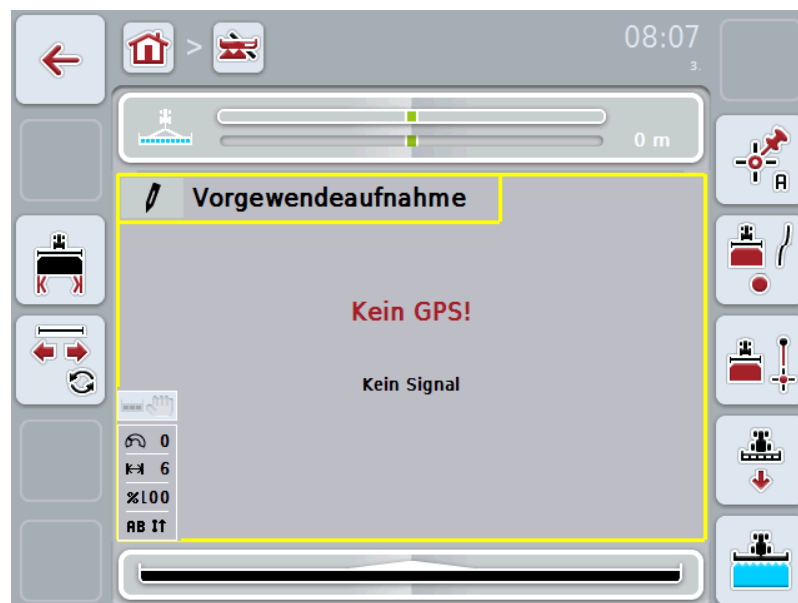 >
08:07
3.
0 m
A
Vorgewendeaufnahme
Kein GPS!
Kein Signal
0
6
%100
AB